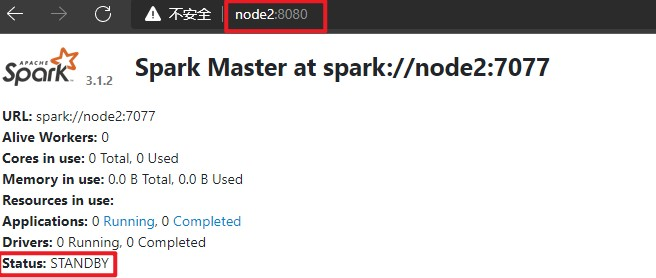 不安全 node2:8080
APACHE
Spark 3.1.2 Spark Master at spark://node2:7077
URL: spark://node2:7077
Alive Workers: 0
Cores in use: 0 Total, 0 Used
Memory in use: 0.0 B Total, 0.0 B Used
Resources in use:
Applications: 0 Running, 0 Completed
Drivers: 0 Running, 0 Completed
Status: STANDBY